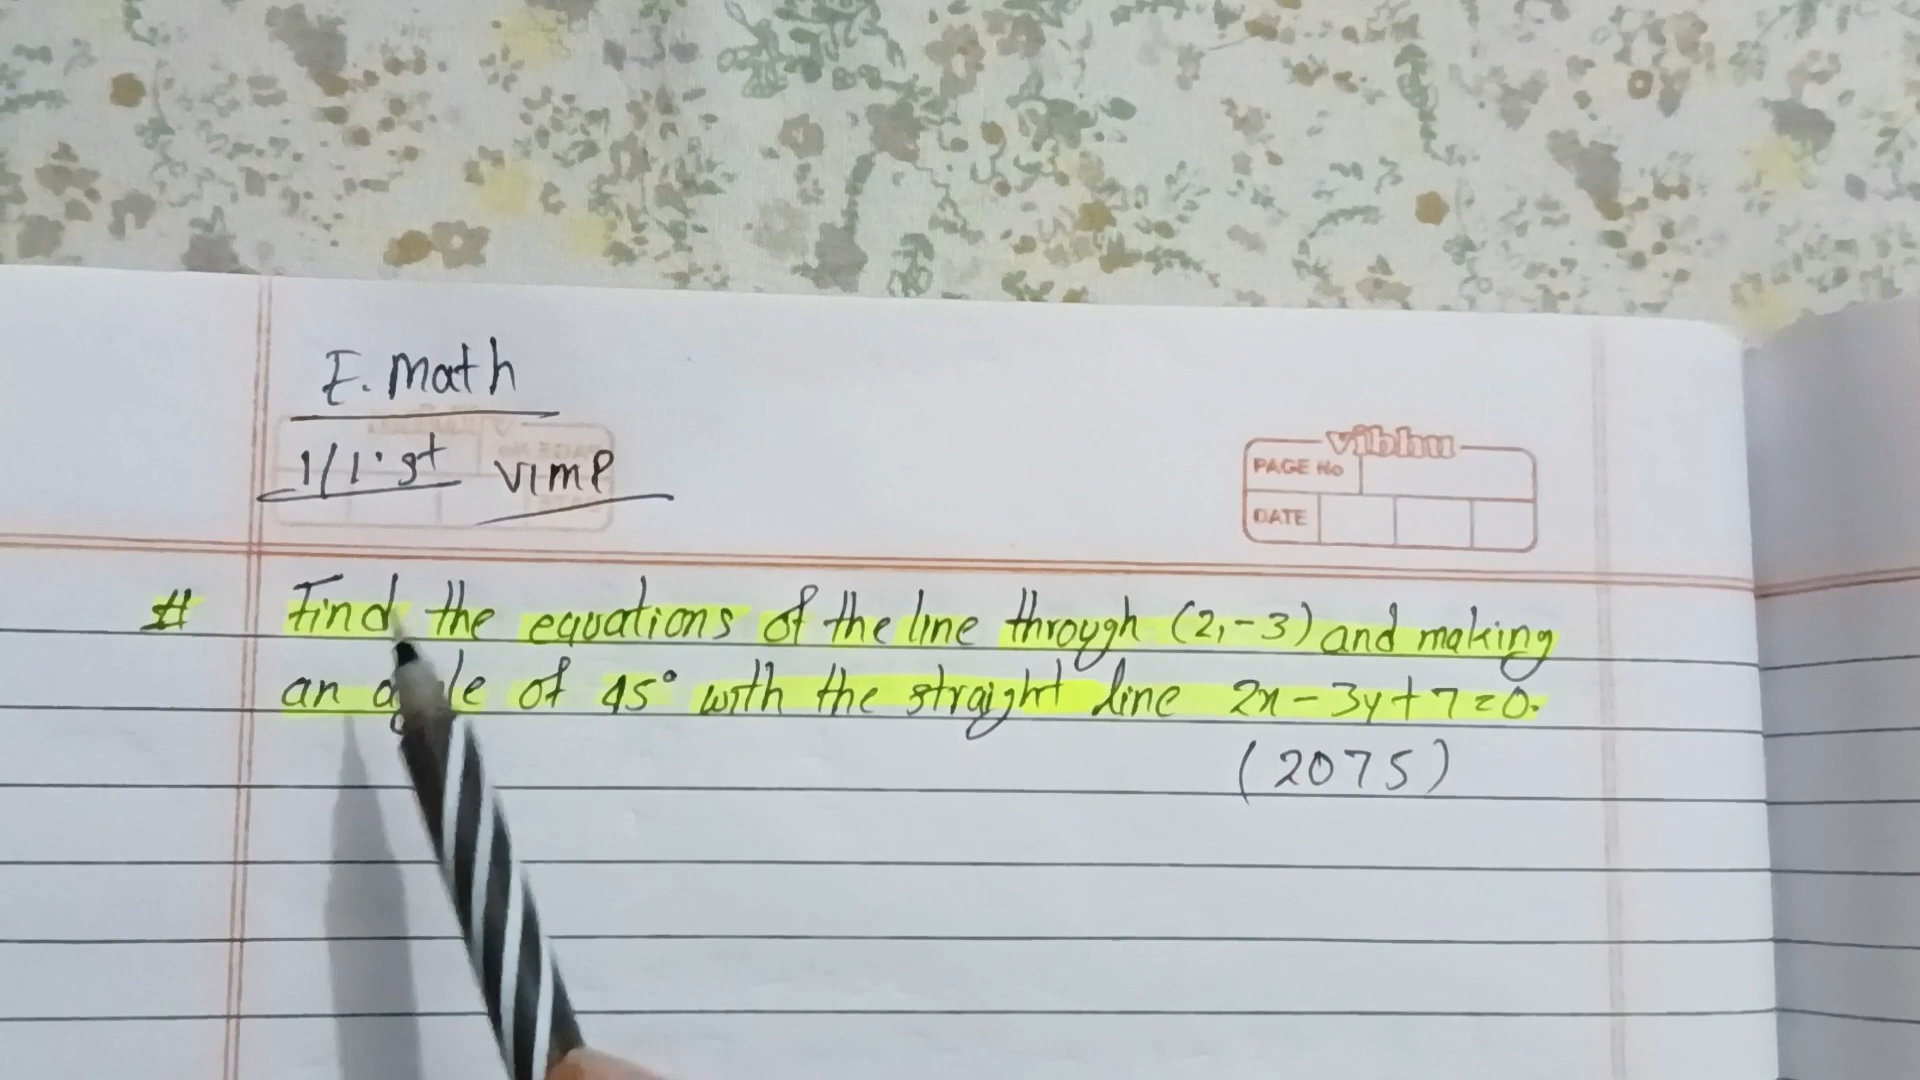 E. Math
1/1.st VIMP
vibhu
PAGE No
DATE
# Find the equations of the line through (2,-3) and making
an angle of 45° with the straight line 2x-3y+7=0.
(2075)